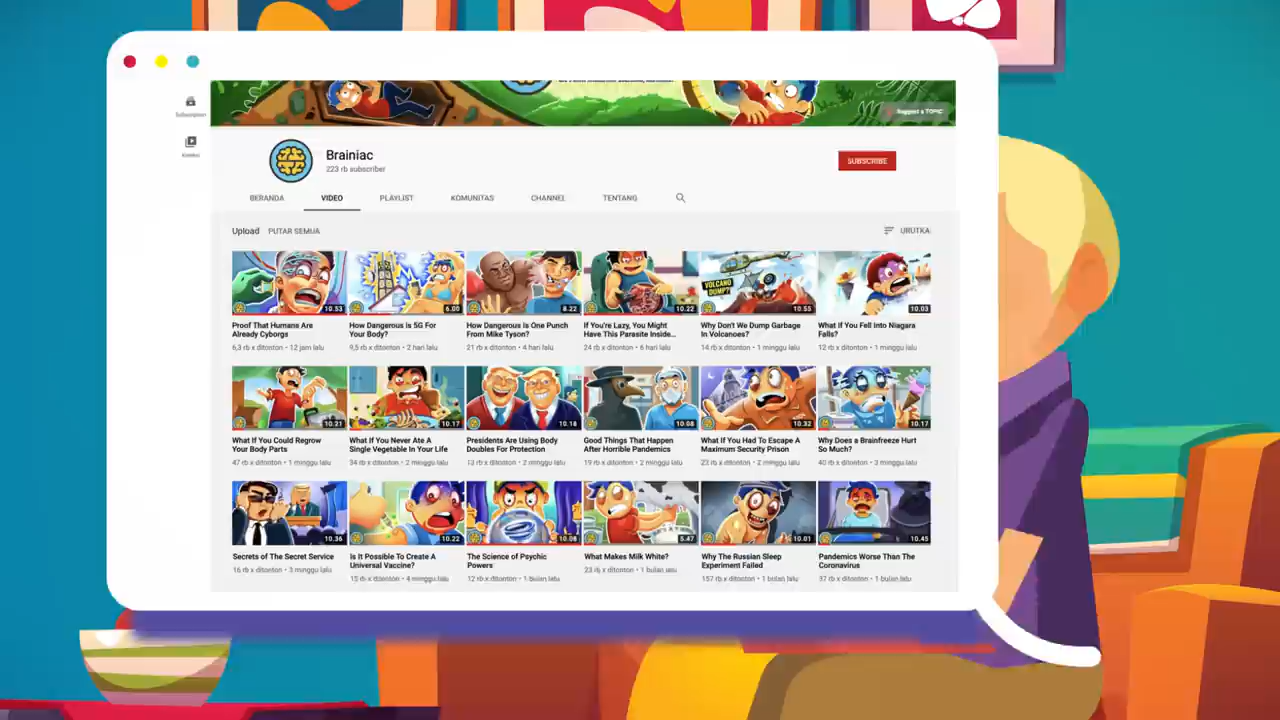 Suggest a TOPIC
Subscription
Koleksi
Brainiac
223 rb subscriber
SUBSCRIBE
BERANDA VIDEO PLAYLIST KOMUNITAS CHANNEL TENTANG
Upload PUTAR SEMUA URUTKA
VOLCANO
DUMP?
10.53 6.00 8.22 10.22 10.55 10.03
Proof That Humans Are
Already Cyborgs
6,3 rb x ditonton • 12 jam lalu
How Dangerous Is 5G For
Your Body?
9,5 rb x ditonton • 2 hari lalu
How Dangerous Is One Punch
From Mike Tyson?
21 rb x ditonton • 4 hari lalu
If You're Lazy, You Might
Have This Parasite Inside...
24 rb x ditonton • 6 hari lalu
Why Don't We Dump Garbage
In Volcanoes?
14 rb x ditonton • 1 minggu lalu
What If You Fell Into Niagara
Falls?
12 rb x ditonton • 1 minggu lalu
10.21 10.17 10.18 10.08 10.32 10.17
What If You Could Regrow
Your Body Parts
47 rb x ditonton • 1 minggu lalu
What If You Never Ate A
Single Vegetable In Your Life
34 rb x ditonton • 2 minggu lalu
Presidents Are Using Body
Doubles For Protection
13 rb x ditonton • 2 minggu lalu
Good Things That Happen
After Horrible Pandemics
19 rb x ditonton • 2 minggu lalu
What If You Had To Escape A
Maximum Security Prison
23 rb x ditonton • 2 minggu lalu
Why Does a Brainfreeze Hurt
So Much?
40 rb x ditonton • 3 minggu lalu
10.36 10.22 10.08 5.47 10.01 10.45
Secrets of The Secret Service
16 rb x ditonton • 3 minggu lalu
Is It Possible To Create A
Universal Vaccine?
15 rb x ditonton • 4 minggu lalu
The Science of Psychic
Powers
12 rb x ditonton • 1 bulan lalu
What Makes Milk White?
23 rb x ditonton • 1 bulan lalu
Why The Russian Sleep
Experiment Failed
157 rb x ditonton • 1 bulan lalu
Pandemics Worse Than The
Coronavirus
97 rb x ditonton • 1 bulan lalu